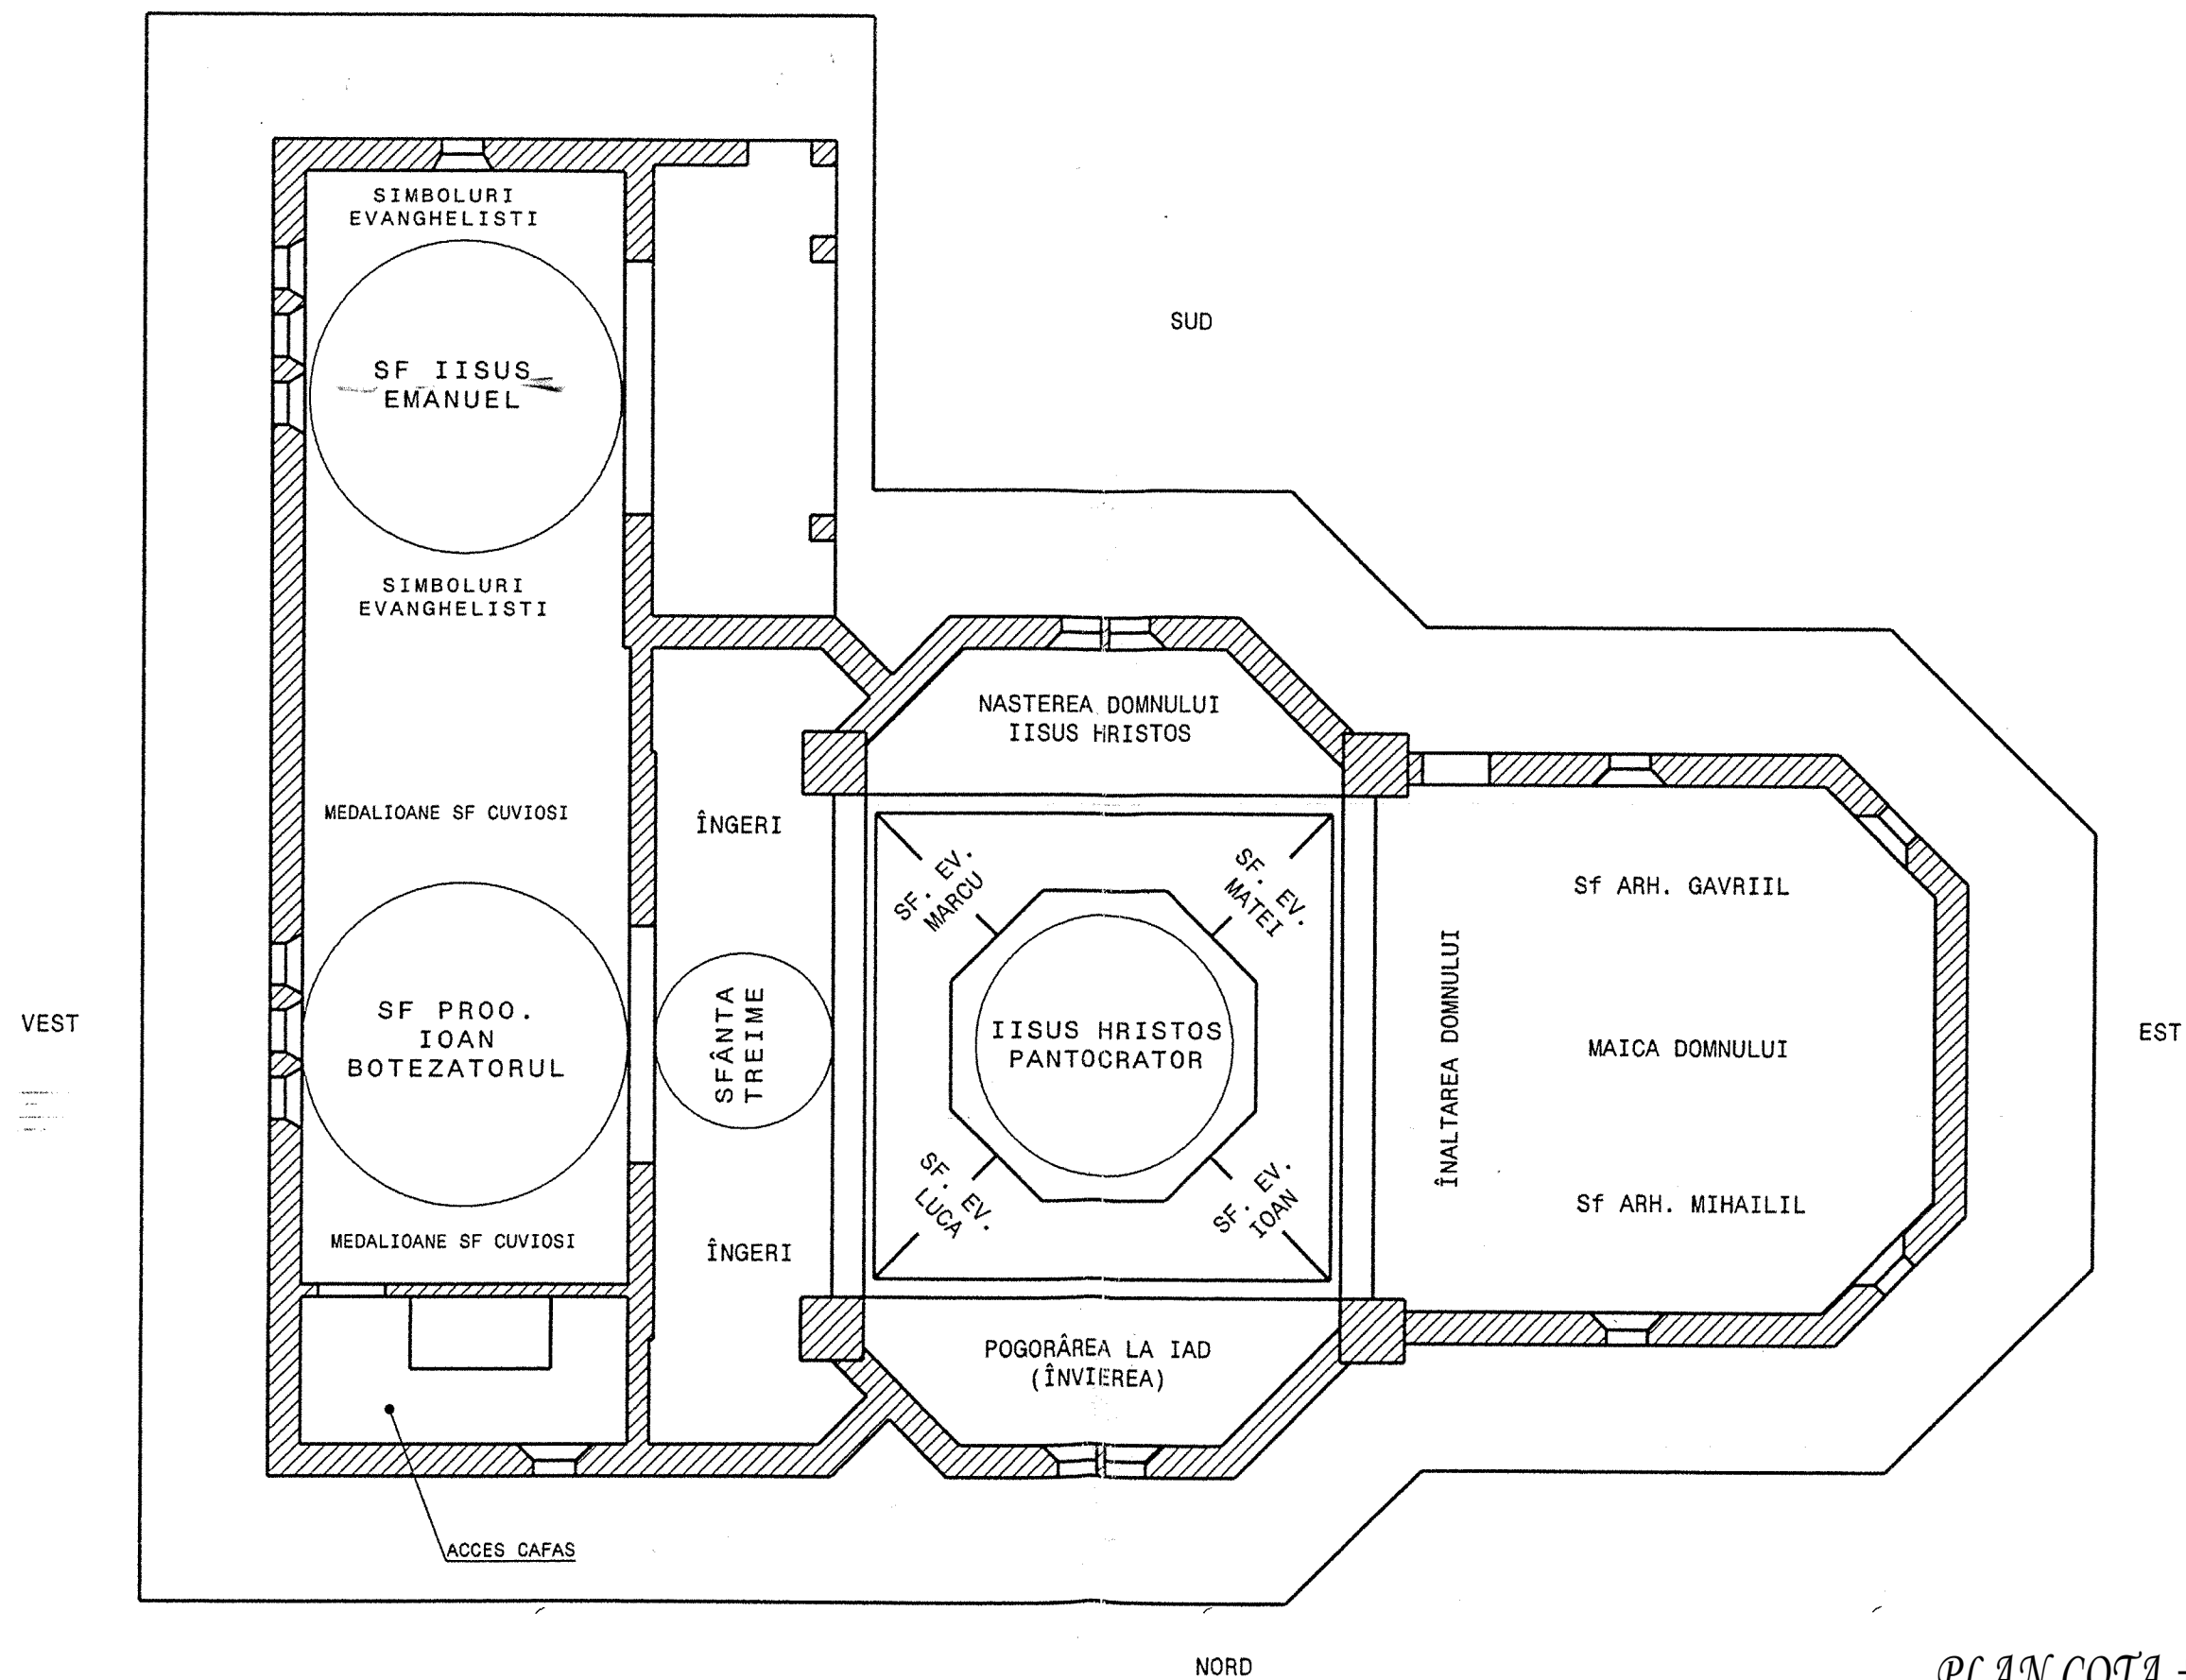 SIMBOLURI
EVANGHELISTI
SF IISUS
EMANUEL
SIMBOLURI
EVANGHELISTI
SUD
NASTEREA DOMNULUI
IISUS HRISTOS
MEDALIOANE SF CUVIOSI
ÎNGERI
SF. EV.
MARCU
SF. EV.
MATEI
Sf ARH. GAVRIIL
VEST
SF PROO.
IOAN
BOTEZATORUL
SFÂNTA
TREIME
IISUS HRISTOS
PANTOCRATOR
ÎNALTAREA DOMNULUI
MAICA DOMNULUI
EST
SF. EV.
LUCA
SF. EV.
IOAN
Sf ARH. MIHAILIL
MEDALIOANE SF CUVIOSI
ÎNGERI
POGORÂREA LA IAD
(ÎNVIEREA)
ACCES CAFAS
NORD
PLAN COTA